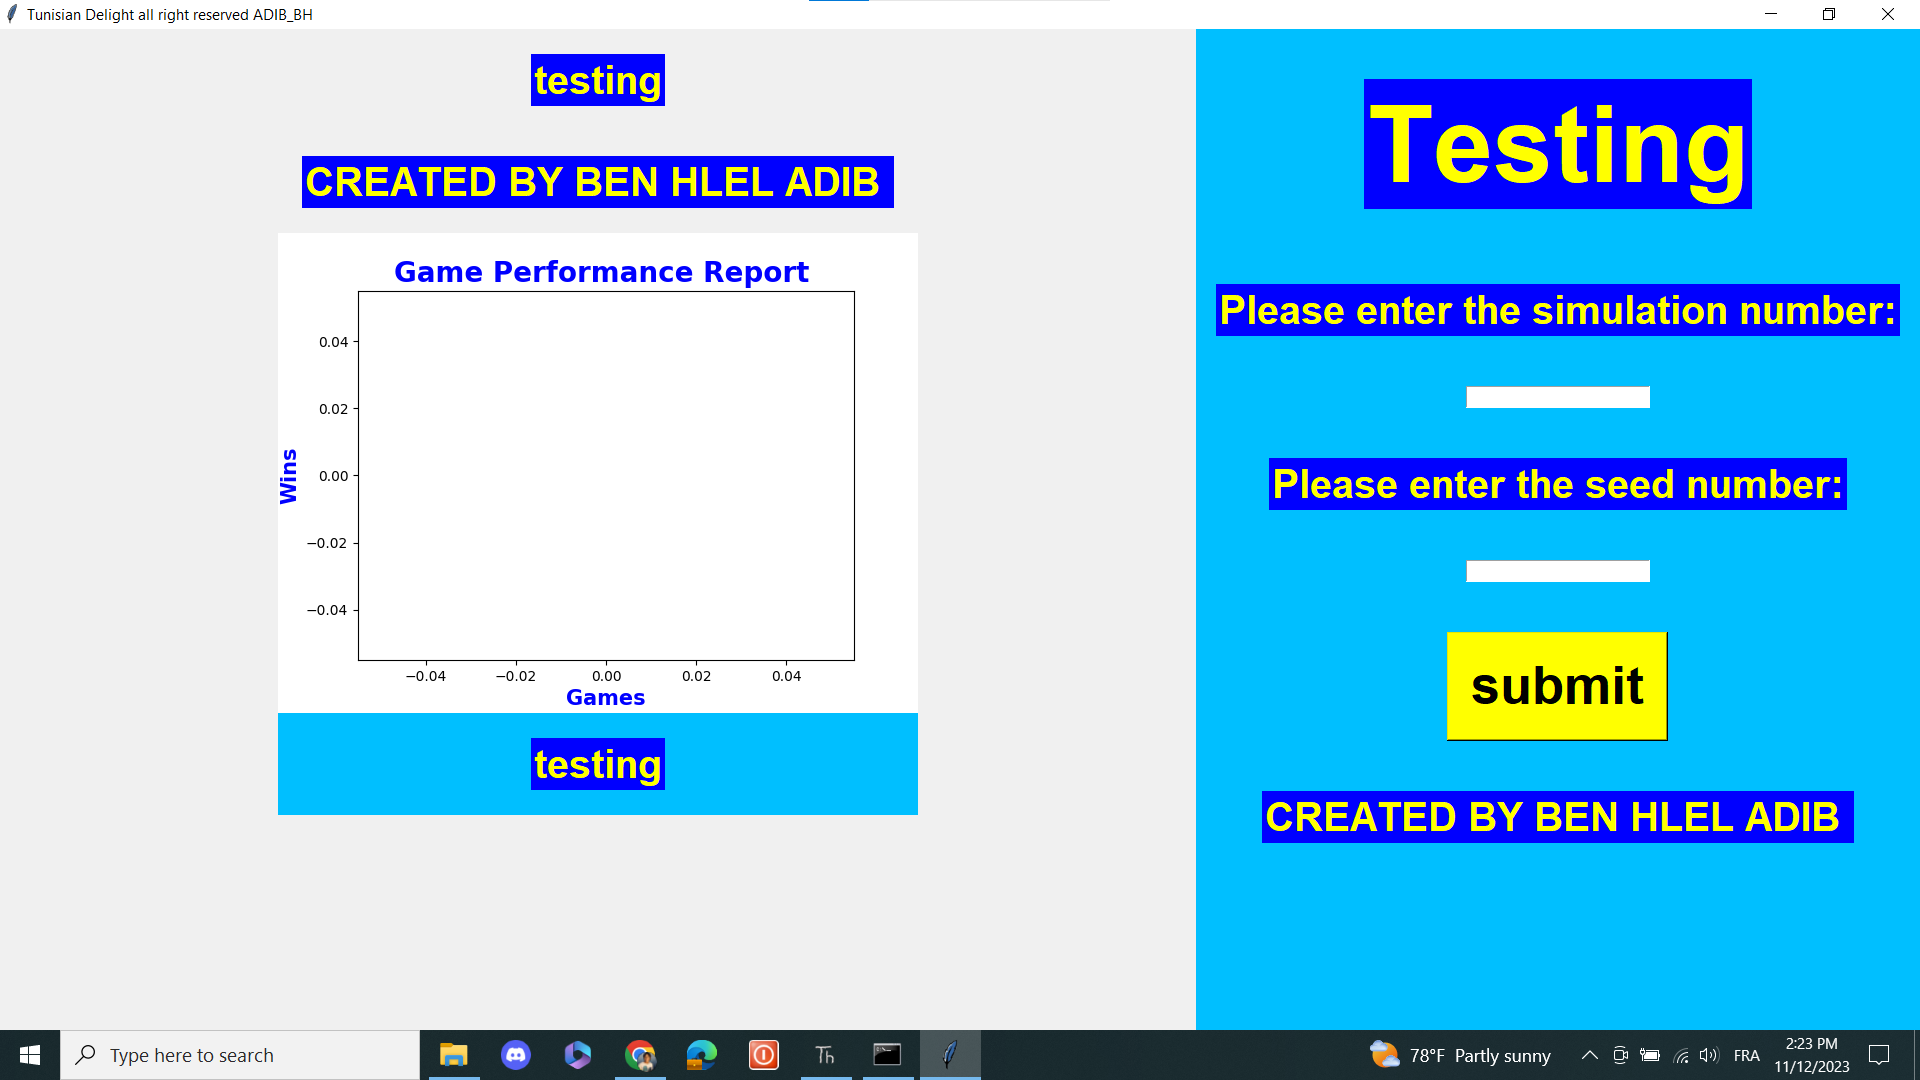 Tunisian Delight all right reserved ADIB_BH
testing
CREATED BY BEN HLEL ADIB
Game Performance Report
0.04
0.02
0.00
−0.02
−0.04
Wins
−0.04 −0.02 0.00 0.02 0.04
Games
testing
Testing
Please enter the simulation number:
Please enter the seed number:
submit
CREATED BY BEN HLEL ADIB
Type here to search
Th
78°F Partly sunny
FRA
2:23 PM
11/12/2023